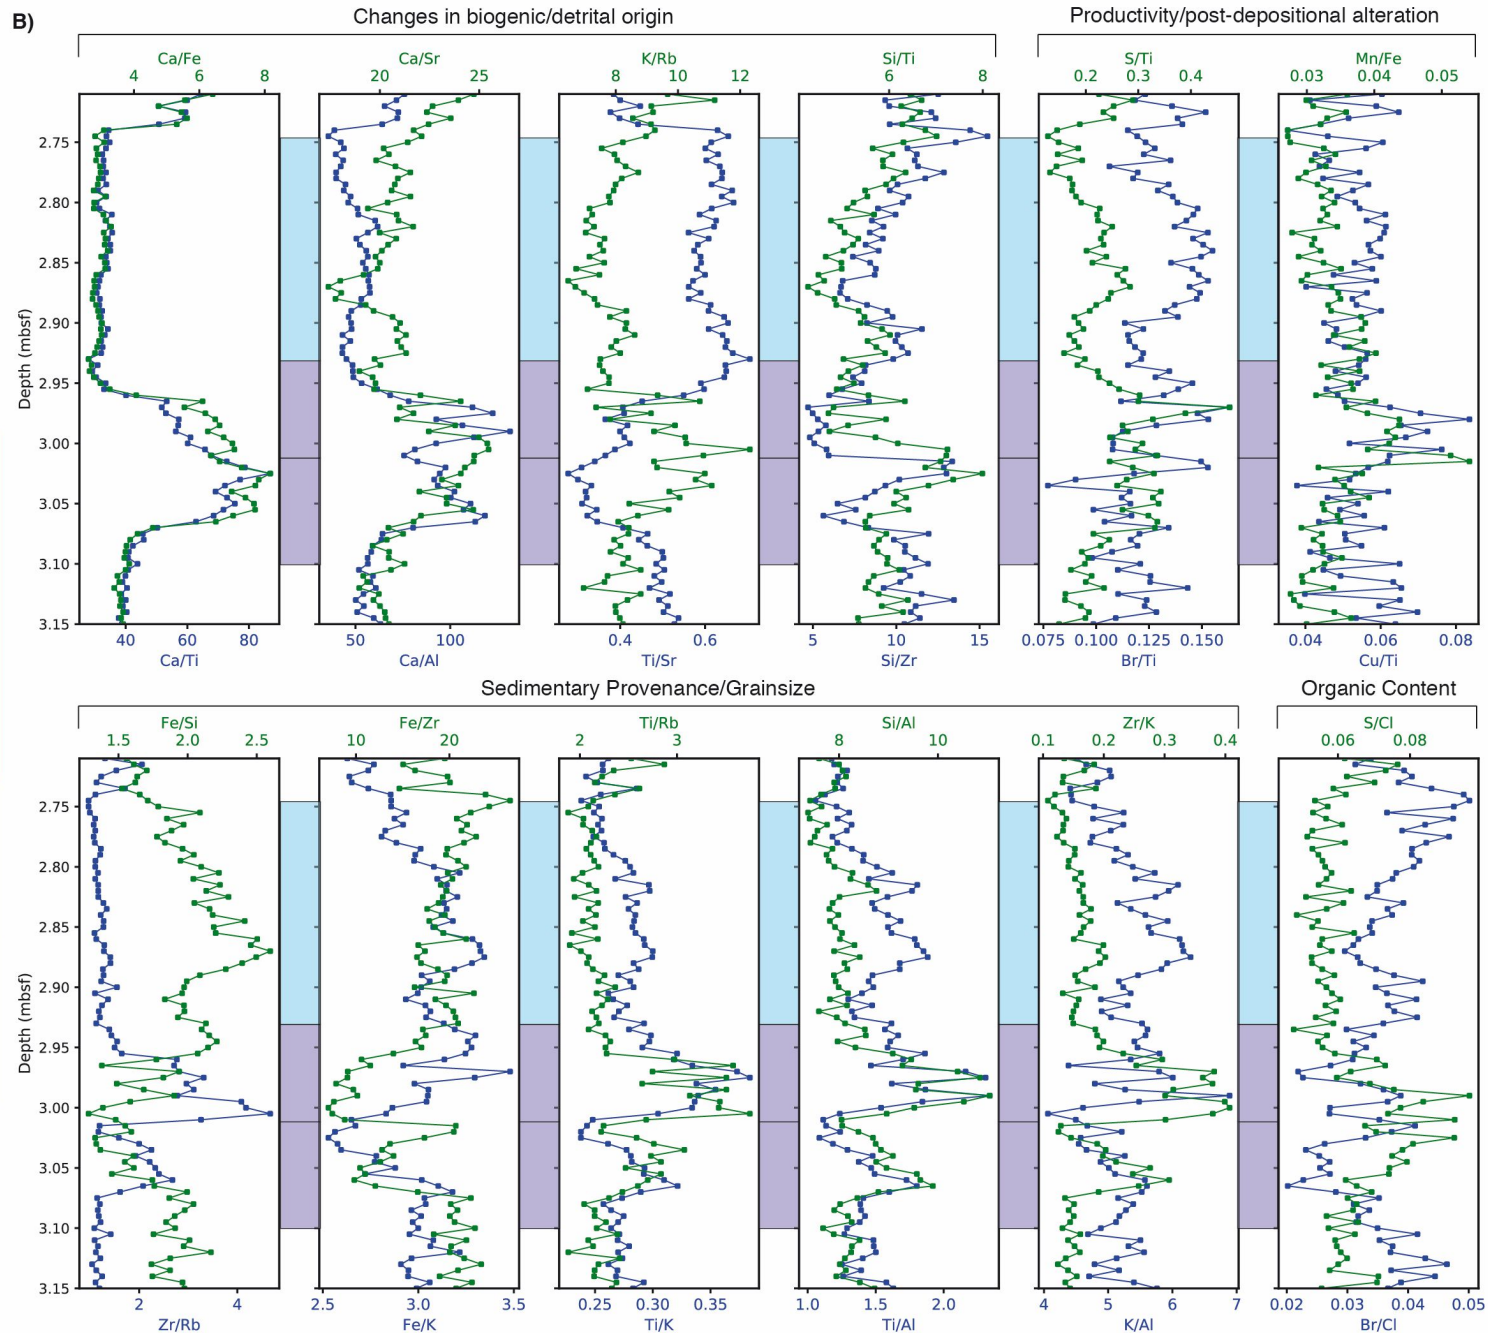 B)
Changes in biogenic/detrital origin
Productivity/post-depositional alteration
Ca/Fe Ca/Sr K/Rb Si/Ti S/Ti Mn/Fe
4 6 8 20 25 8 10 12 6 8 0.2 0.3 0.4 0.03 0.04 0.05
2.75
2.80
2.85
2.90
2.95
3.00
3.05
3.10
3.15
Depth (mbsf)
40 60 80 50 100 0.4 0.6 5 10 15 0.075 0.100 0.125 0.150 0.04 0.06 0.08
Ca/Ti Ca/Al Ti/Sr Si/Zr Br/Ti Cu/Ti
Sedimentary Provenance/Grainsize
Organic Content
Fe/Si Fe/Zr Ti/Rb Si/Al Zr/K S/Cl
1.5 2.0 2.5 10 20 2 3 8 10 0.1 0.2 0.3 0.4 0.06 0.08
2.75
2.80
2.85
2.90
2.95
3.00
3.05
3.10
3.15
Depth (mbsf)
2 4 2.5 3.0 3.5 0.25 0.30 0.35 1.0 1.5 2.0 4 5 6 7 0.02 0.03 0.04 0.05
Zr/Rb Fe/K Ti/K Ti/Al K/Al Br/Cl